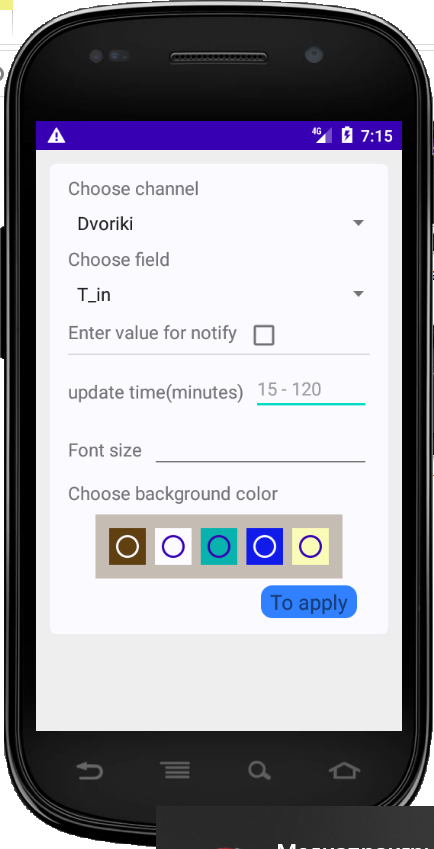 4G 7:15
Choose channel
Dvoriki
Choose field
T_in
Enter value for notify
update time(minutes) 15 - 120
Font size
Choose background color
To apply